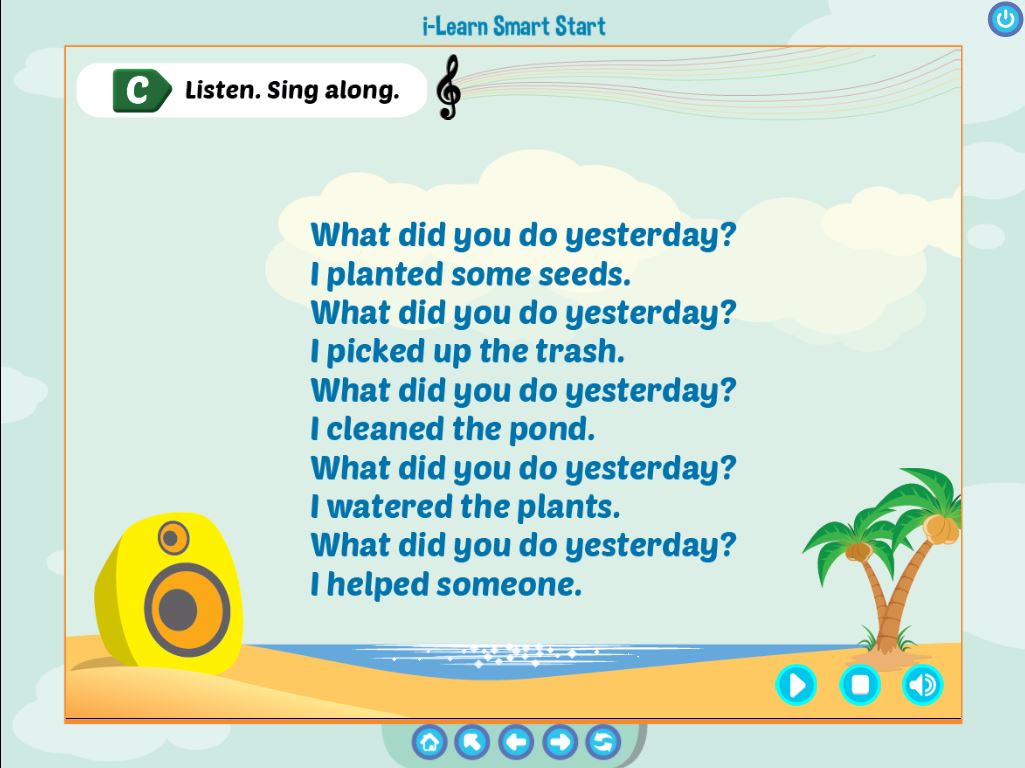 i-Learn Smart Start
C Listen. Sing along.
What did you do yesterday?
I planted some seeds.
What did you do yesterday?
I picked up the trash.
What did you do yesterday?
I cleaned the pond.
What did you do yesterday?
I watered the plants.
What did you do yesterday?
I helped someone.